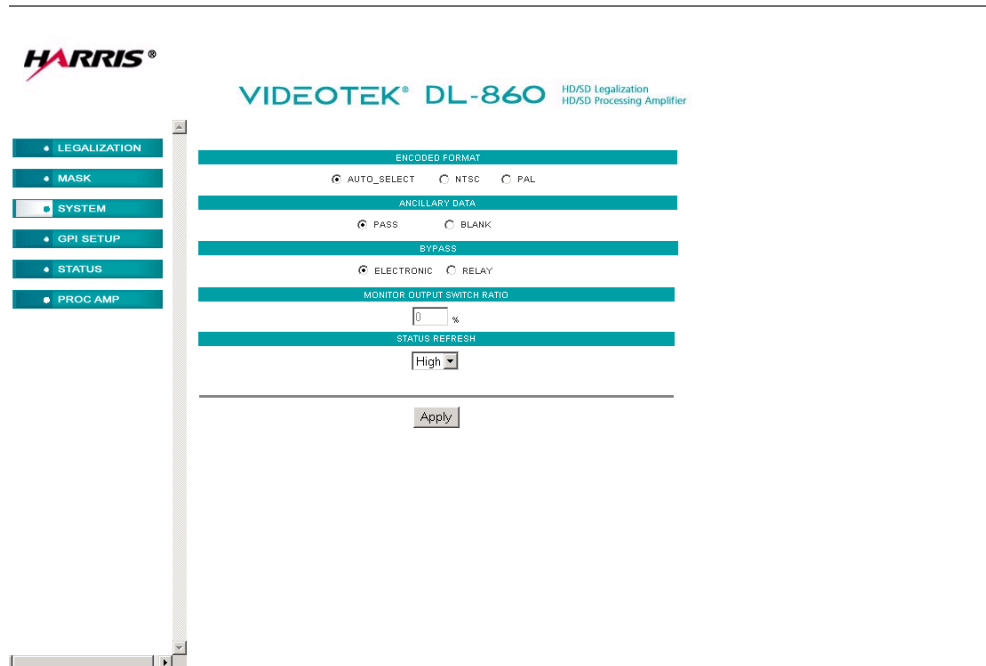 HARRIS®
VIDEOTEK® DL-860
HD/SD Legalization
HD/SD Processing Amplifier
LEGALIZATION
MASK
SYSTEM
GPI SETUP
STATUS
PROC AMP
ENCODED FORMAT
AUTO_SELECT NTSC PAL
ANCILLARY DATA
PASS BLANK
BYPASS
ELECTRONIC RELAY
MONITOR OUTPUT SWITCH RATIO
0 %
STATUS REFRESH
High
Apply